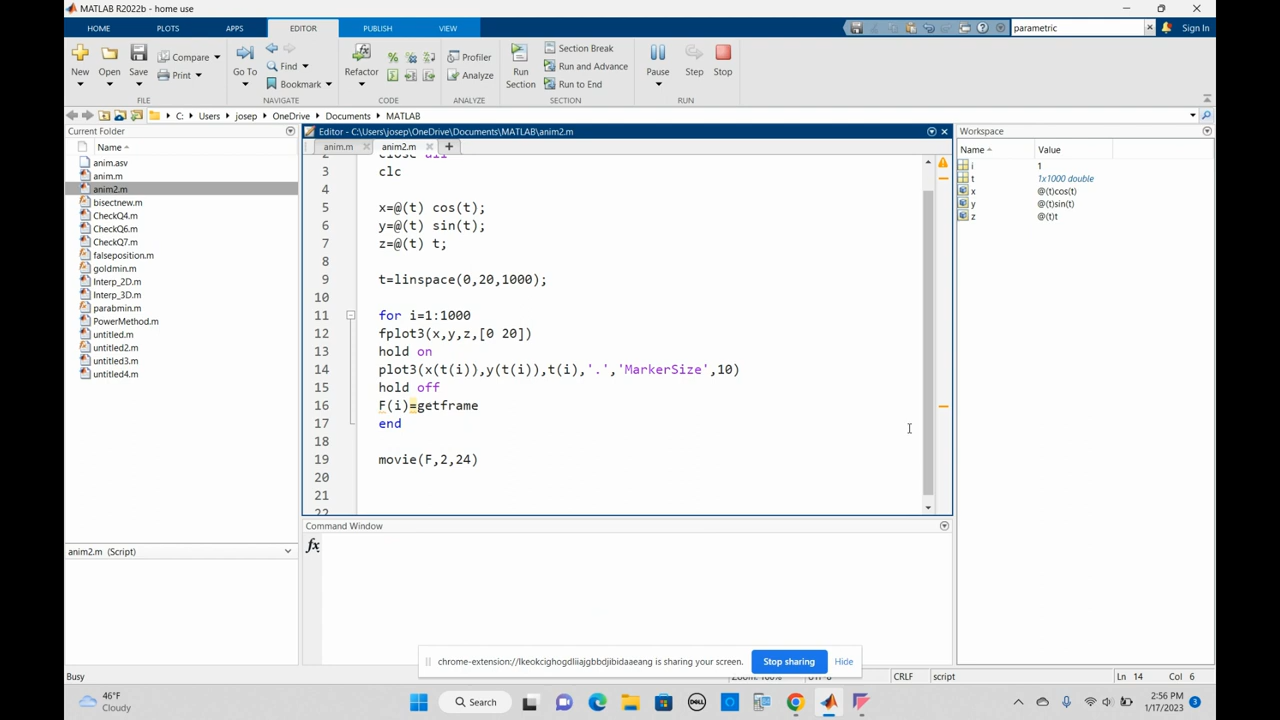 MATLAB R2022b - home use
HOME PLOTS APPS EDITOR PUBLISH VIEW
parametric
Sign In
New Open Save
Compare
Print
Go To
Find
Bookmark
Refactor
Profiler
Analyze
Run
Section
Section Break
Run and Advance
Run to End
Pause Step Stop
FILE NAVIGATE CODE ANALYZE SECTION RUN
C: Users josep OneDrive Documents MATLAB
Current Folder
Name
anim.asv
anim.m
anim2.m
bisectnew.m
CheckQ4.m
CheckQ6.m
CheckQ7.m
falseposition.m
goldmin.m
Interp_2D.m
Interp_3D.m
parabmin.m
PowerMethod.m
untitled.m
untitled2.m
untitled3.m
untitled4.m
anim2.m (Script)
Editor - C:\Users\josep\OneDrive\Documents\MATLAB\anim2.m
anim.m anim2.m
2 close all
3 clc
4
5 x=@(t) cos(t);
6 y=@(t) sin(t);
7 z=@(t) t;
8
9 t=linspace(0,20,1000);
10
11 for i=1:1000
12 fplot3(x,y,z,[0 20])
13 hold on
14 plot3(x(t(i)),y(t(i)),t(i),'.','MarkerSize',10)
15 hold off
16 F(i)=getframe
17 end
18
19 movie(F,2,24)
20
21
22
Command Window
fx
Workspace
Name Value
i 1
t 1x1000 double
x @(t)cos(t)
y @(t)sin(t)
z @(t)t
chrome-extension://lkeokcighogdliiajgbbdjibidaaeang is sharing your screen.
Stop sharing
Hide
Busy
CRLF script Ln 14 Col 6
46°F
Cloudy
Search
DELL
2:56 PM
1/17/2023
3